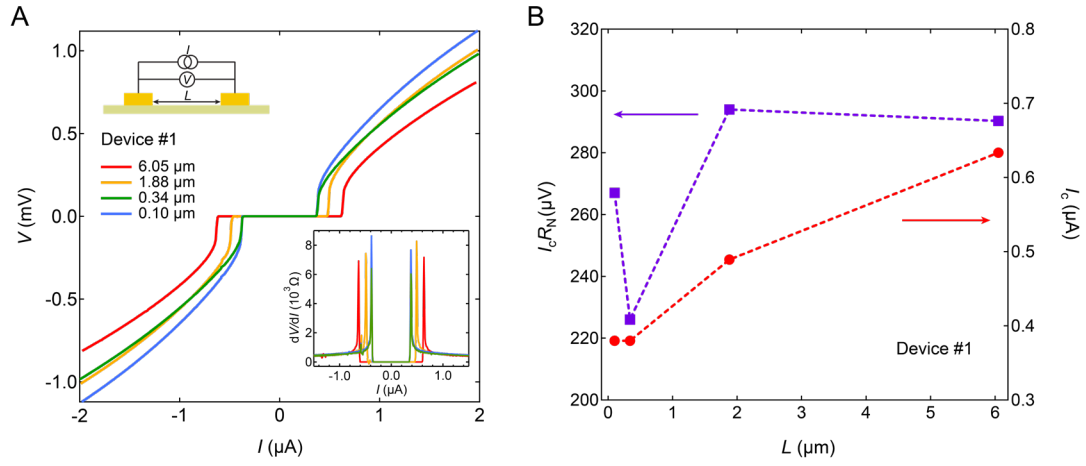 A
1.0
0.5
0.0
-0.5
-1.0
V (mV)
-2
-1
0
1
2
I (µA)
I
V
L
Device #1
6.05 µm
1.88 µm
0.34 µm
0.10 µm
8
6
4
2
0
dV/dI (10³Ω)
-1.0
0.0
1.0
I (µA)
B
320
300
280
260
240
220
200
IcRN(µV)
0
1
2
3
4
5
6
L (µm)
0.8
0.7
0.6
0.5
0.4
0.3
Ic (µA)
Device #1